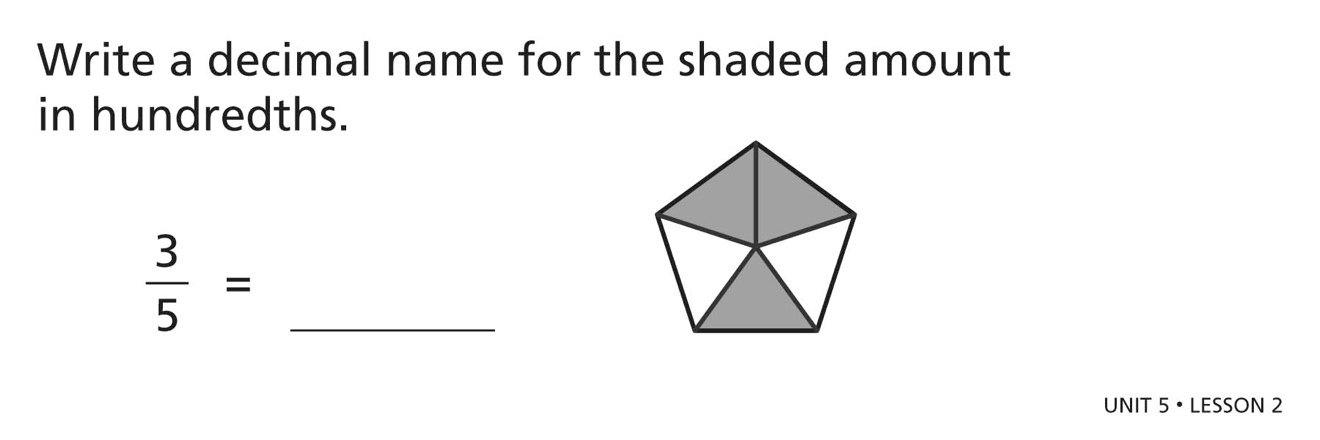 Write a decimal name for the shaded amount
in hundredths.
3
5
=
UNIT 5 • LESSON 2